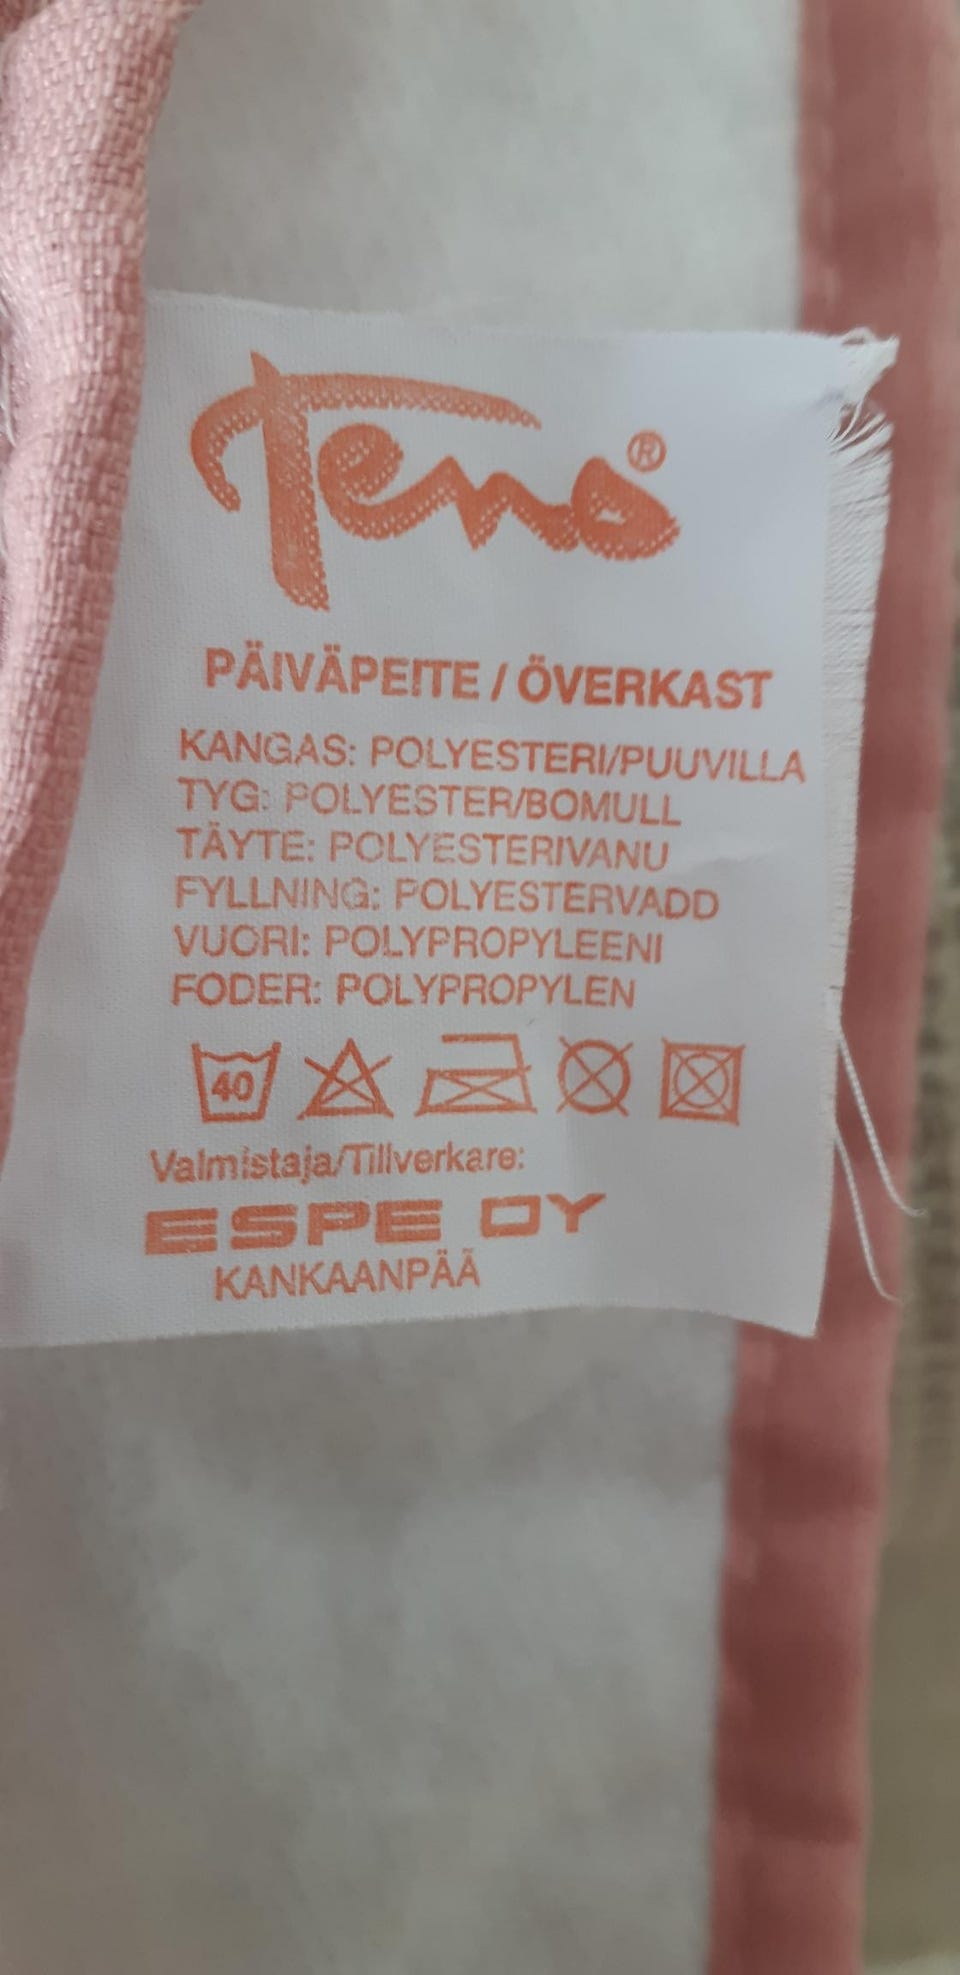 Teno®
PÄIVÄPEITE / ÖVERKAST
KANGAS: POLYESTERI/PUUVILLA
TYG: POLYESTER/BOMULL
TÄYTE: POLYESTERIVANU
FYLLNING: POLYESTERVADD
VUORI: POLYPROPYLEENI
FODER: POLYPROPYLEN
40
Valmistaja/Tillverkare:
ESPE OY
KANKAANPÄÄ